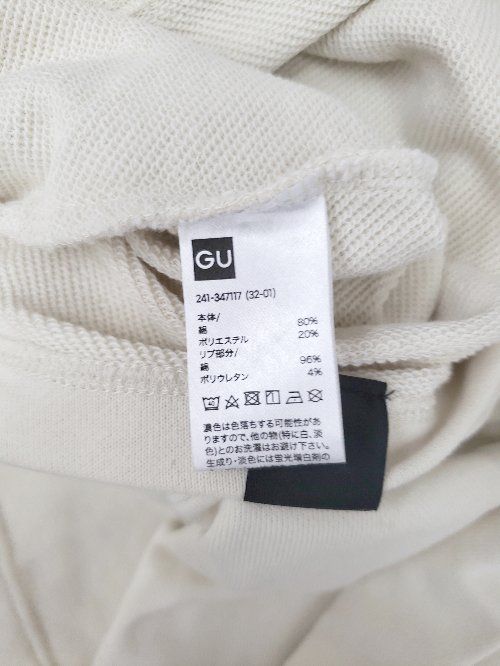 GU
241-347117 (32-01)
本体/
綿 80%
ポリエステル 20%
リブ部分/
綿 96%
ポリウレタン 4%
40
濃色は色落ちする可能性があ
りますので、他の物(特に白、淡
色)とのお洗濯はお避け下さい。
生成り・淡色には蛍光増白剤の